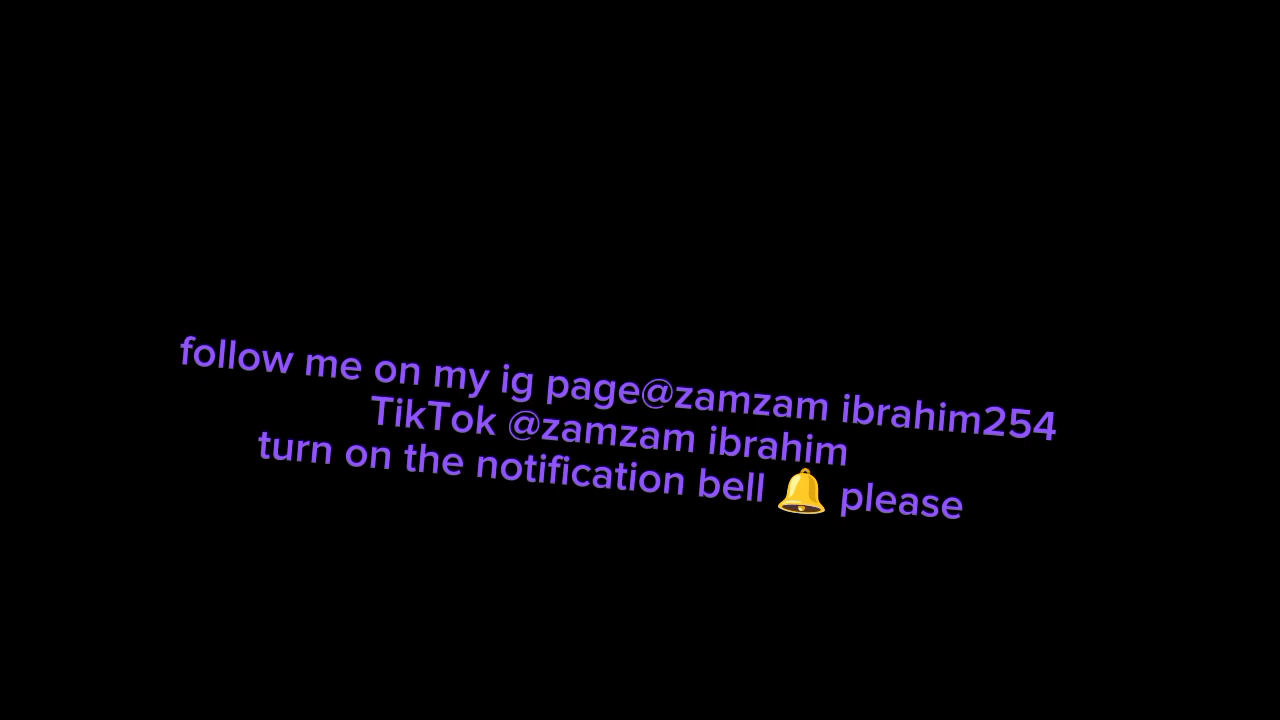 follow me on my ig page@zamzam ibrahim254
TikTok @zamzam ibrahim
turn on the notification bell 🔔 please